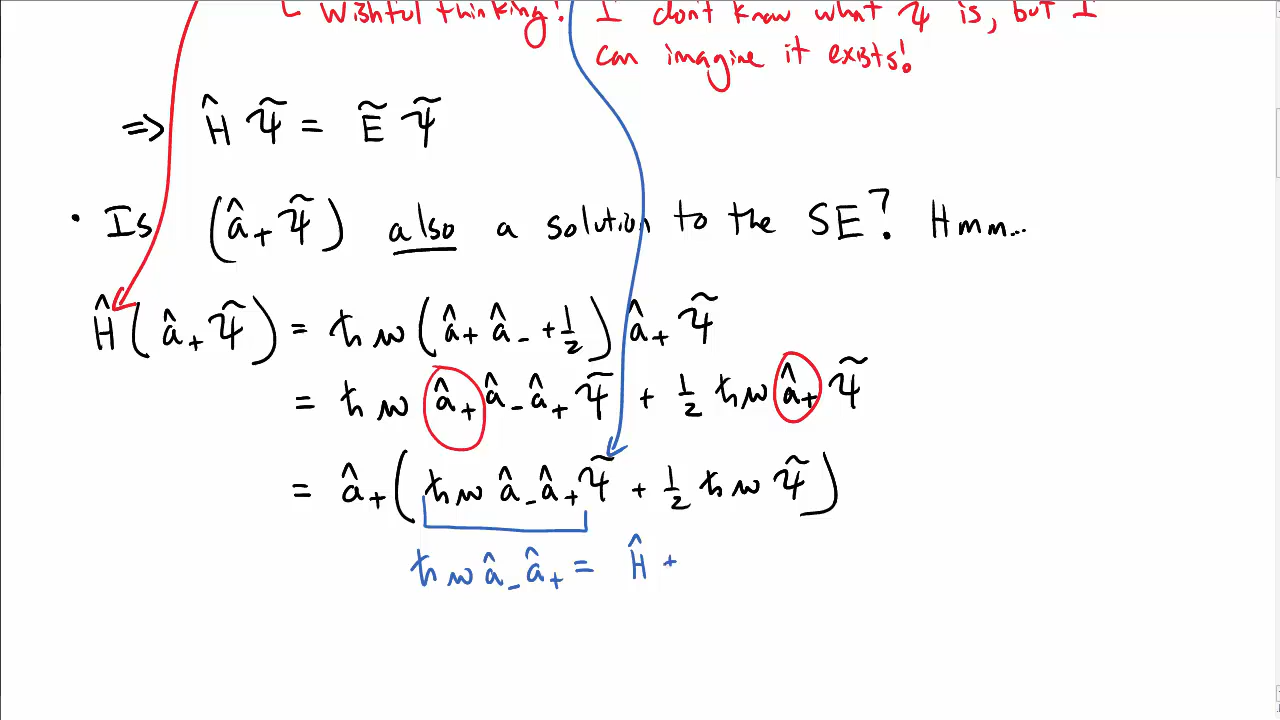 ↳ Wishful thinking! I don't know what Ψ̃ is, but I
can imagine it exists!
⇒ Ĥ Ψ̃ = Ẽ Ψ̃
• Is (â₊ Ψ̃) also a solution to the SE? Hmm...
Ĥ(â₊ Ψ̃) = ħω(â₊ â₋ + ½) â₊ Ψ̃
= ħω â₊ â₋ â₊ Ψ̃ + ½ ħω â₊ Ψ̃
= â₊(ħω â₋ â₊ Ψ̃ + ½ ħω Ψ̃)
ħω â₋ â₊ = Ĥ +